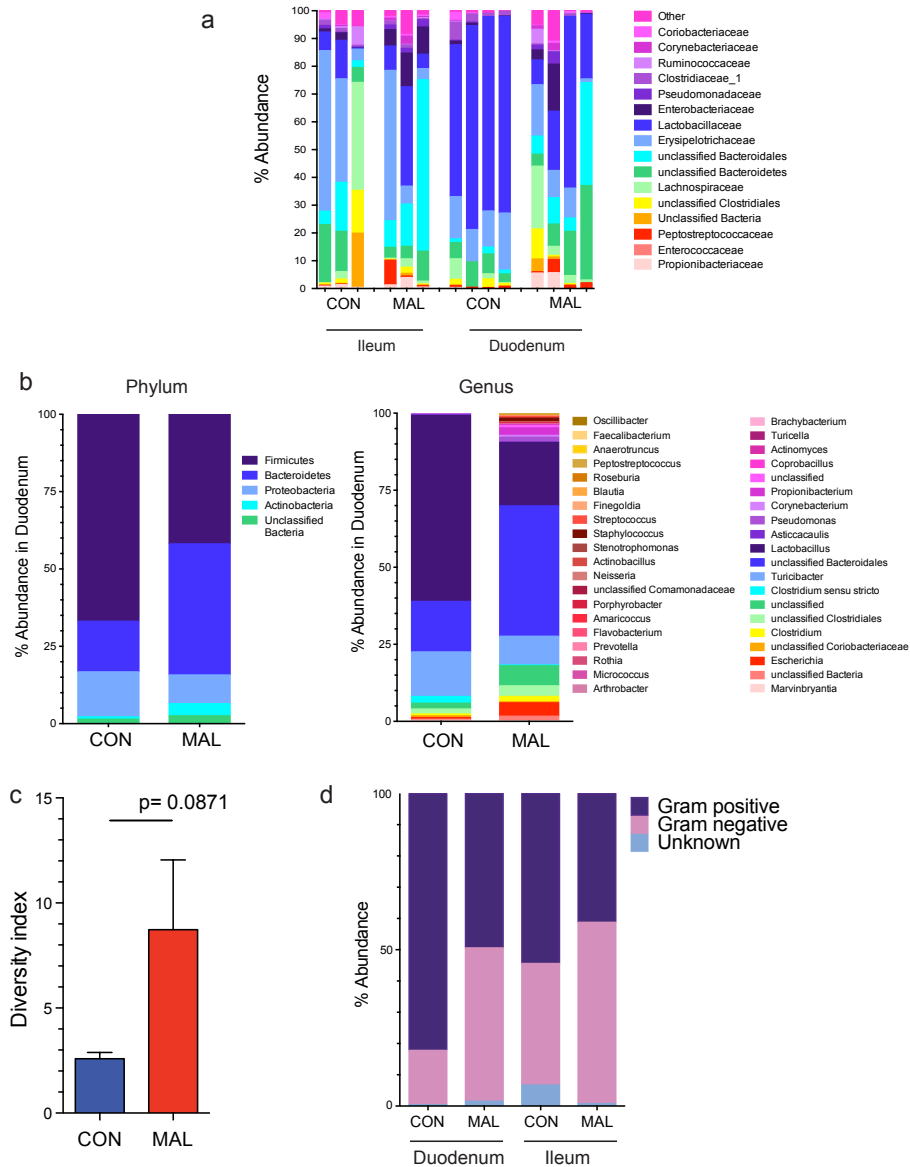 a
% Abundance
100
90
80
70
60
50
40
30
20
10
0
CON
MAL
CON
MAL
Ileum
Duodenum
Other
Coriobacteriaceae
Corynebacteriaceae
Ruminococcaceae
Clostridiaceae_1
Pseudomonadaceae
Enterobacteriaceae
Lactobacillaceae
Erysipelotrichaceae
unclassified Bacteroidales
unclassified Bacteroidetes
Lachnospiraceae
unclassified Clostridiales
Unclassified Bacteria
Peptostreptococcaceae
Enterococcaceae
Propionibacteriaceae
b
Phylum
% Abundance in Duodenum
100
75
50
25
0
CON
MAL
Firmicutes
Bacteroidetes
Proteobacteria
Actinobacteria
Unclassified
Bacteria
Genus
% Abundance in Duodenum
100
75
50
25
0
CON
MAL
Oscillibacter
Faecalibacterium
Anaerotruncus
Peptostreptococcus
Roseburia
Blautia
Finegoldia
Streptococcus
Staphylococcus
Stenotrophomonas
Actinobacillus
Neisseria
unclassified Comamonadaceae
Porphyrobacter
Amaricoccus
Flavobacterium
Prevotella
Rothia
Micrococcus
Arthrobacter
Brachybacterium
Turicella
Actinomyces
Coprobacillus
unclassified
Propionibacterium
Corynebacterium
Pseudomonas
Asticcacaulis
Lactobacillus
unclassified Bacteroidales
Turicibacter
Clostridium sensu stricto
unclassified
unclassified Clostridiales
Clostridium
unclassified Coriobacteriaceae
Escherichia
unclassified Bacteria
Marvinbryantia
c
Diversity index
15
10
5
0
p= 0.0871
CON
MAL
d
% Abundance
100
50
0
CON
MAL
CON
MAL
Duodenum
Ileum
Gram positive
Gram negative
Unknown